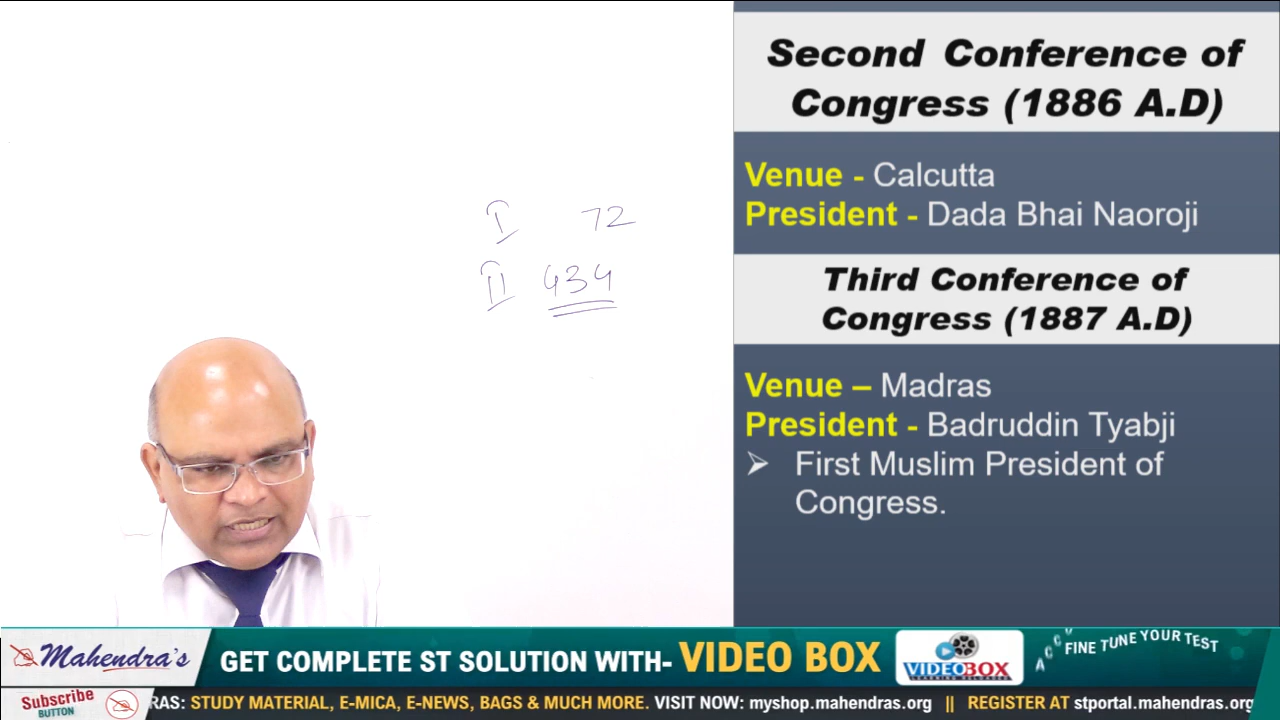 I 72
II 434
Second Conference of
Congress (1886 A.D)
Venue - Calcutta
President - Dada Bhai Naoroji
Third Conference of
Congress (1887 A.D)
Venue – Madras
President - Badruddin Tyabji
➢ First Muslim President of
Congress.
Mahendra's
GET COMPLETE ST SOLUTION WITH- VIDEO BOX
VIDEOBOX
LEARNING RELOADED
FINE TUNE YOUR TEST
Subscribe
BUTTON
RAS: STUDY MATERIAL, E-MICA, E-NEWS, BAGS & MUCH MORE. VISIT NOW: myshop.mahendras.org || REGISTER AT stportal.mahendras.org